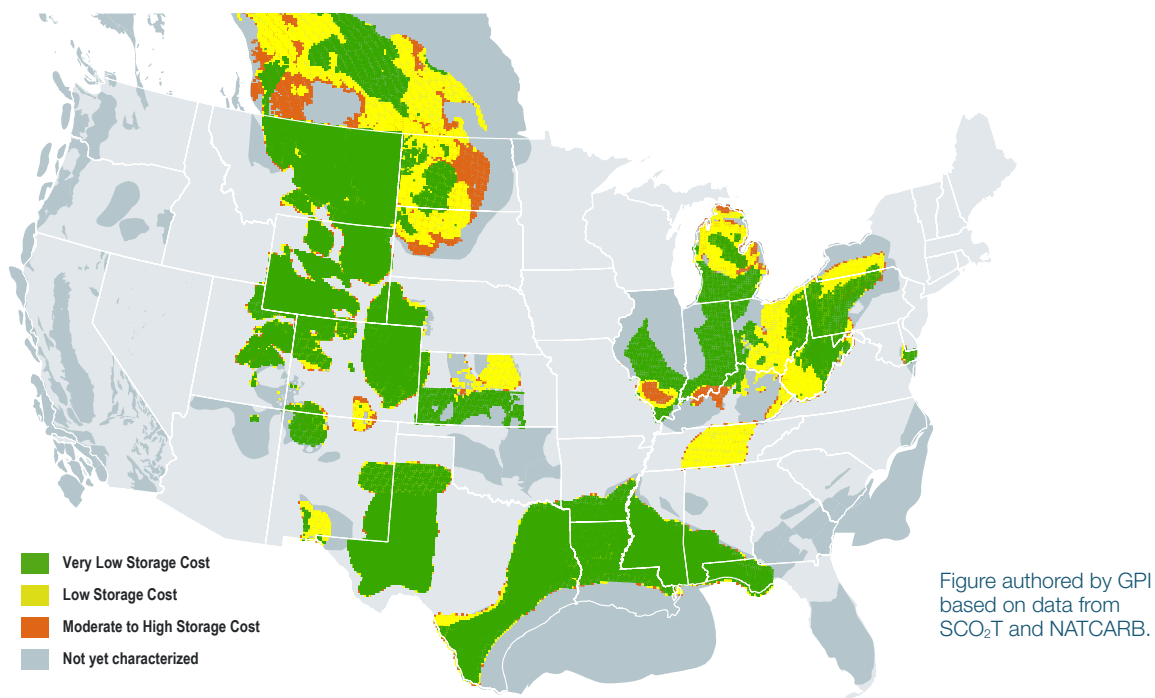 Very Low Storage Cost
Low Storage Cost
Moderate to High Storage Cost
Not yet characterized
Figure authored by GPI
based on data from
SCO₂T and NATCARB.